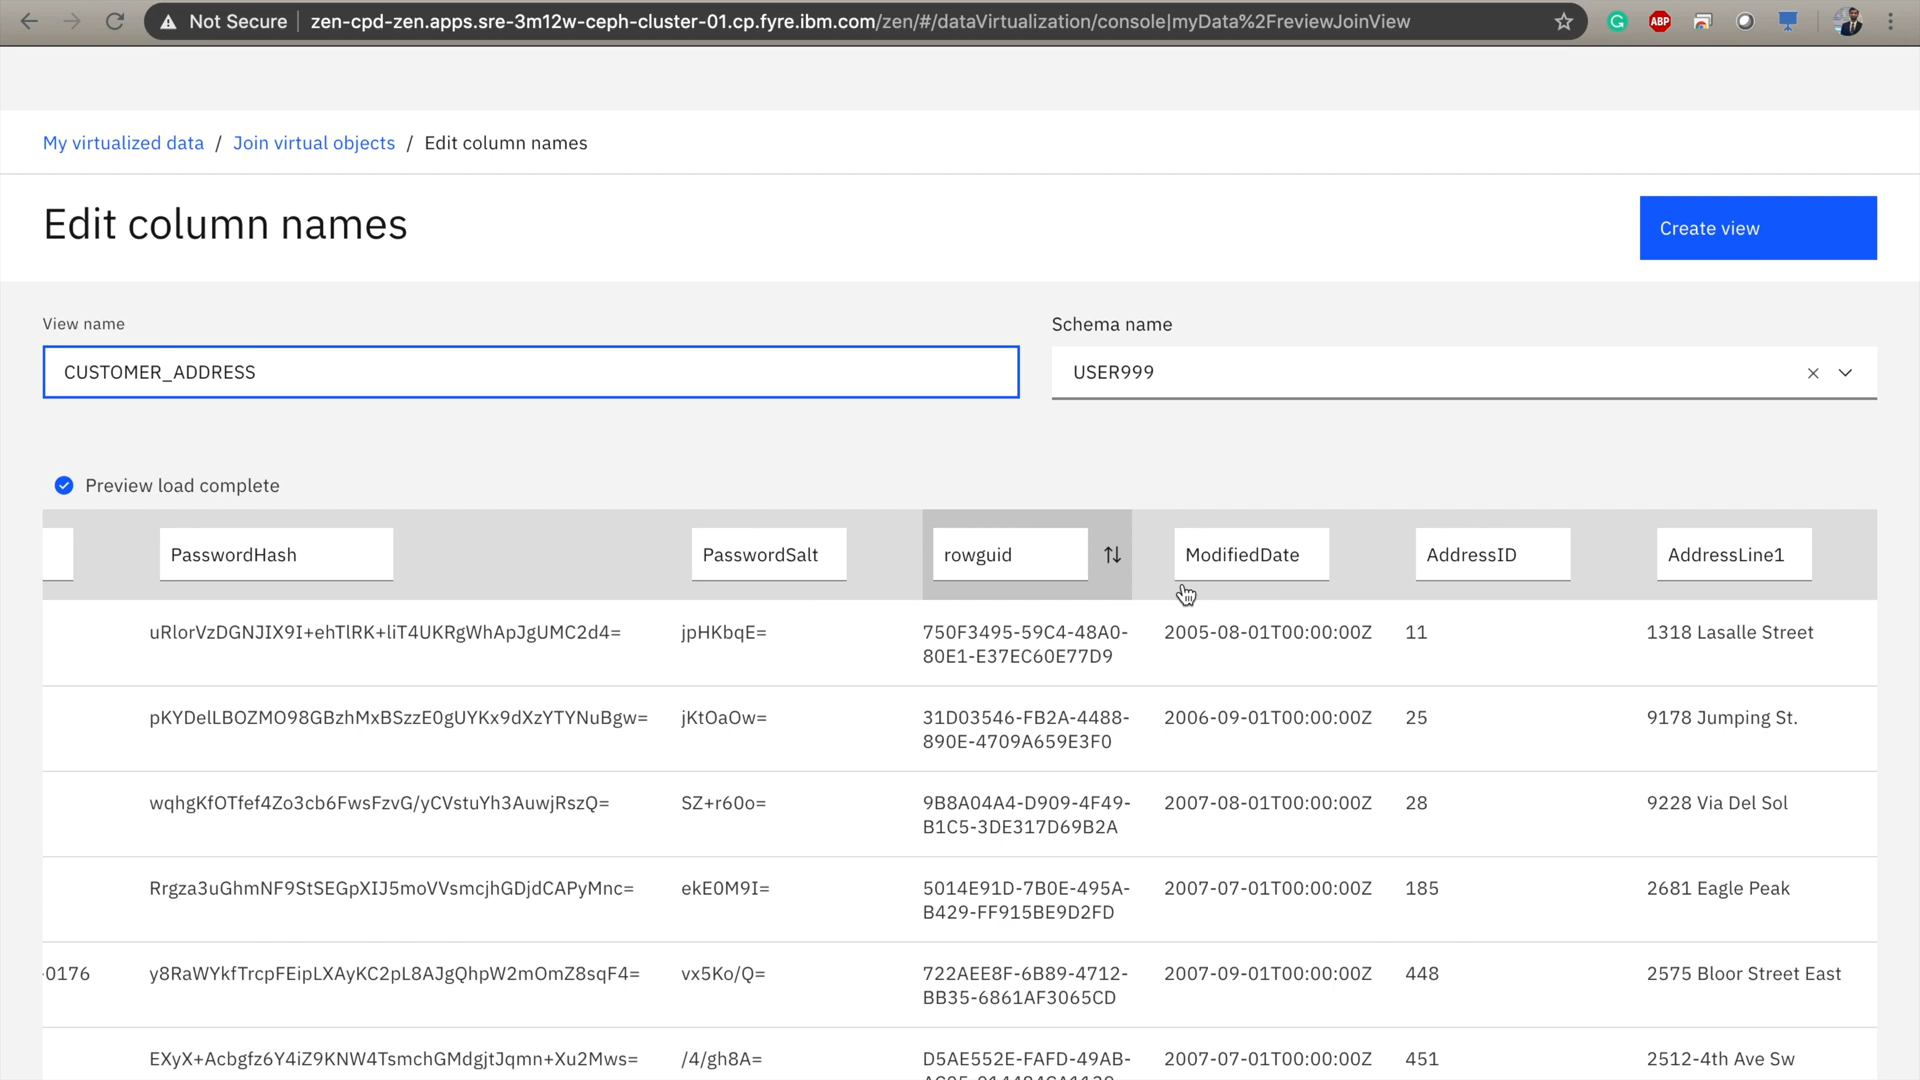 Not Secure zen-cpd-zen.apps.sre-3m12w-ceph-cluster-01.cp.fyre.ibm.com/zen/#/dataVirtualization/console|myData%2FreviewJoinView
ABP
My virtualized data / Join virtual objects / Edit column names
Edit column names
Create view
View name
Schema name
CUSTOMER_ADDRESS
USER999
Preview load complete
PasswordHash PasswordSalt rowguid ModifiedDate AddressID AddressLine1
uRlorVzDGNJIX9I+ehTlRK+liT4UKRgWhApJgUMC2d4= jpHKbqE= 750F3495-59C4-48A0- 2005-08-01T00:00:00Z 11 1318 Lasalle Street
80E1-E37EC60E77D9
pKYDelLBOZMO98GBzhMxBSzzE0gUYKx9dXzYTYNuBgw= jKtOaOw= 31D03546-FB2A-4488- 2006-09-01T00:00:00Z 25 9178 Jumping St.
890E-4709A659E3F0
wqhgKfOTfef4Zo3cb6FwsFzvG/yCVstuYh3AuwjRszQ= SZ+r60o= 9B8A04A4-D909-4F49- 2007-08-01T00:00:00Z 28 9228 Via Del Sol
B1C5-3DE317D69B2A
Rrgza3uGhmNF9StSEGpXIJ5moVVsmcjhGDjdCAPyMnc= ekE0M9I= 5014E91D-7B0E-495A- 2007-07-01T00:00:00Z 185 2681 Eagle Peak
B429-FF915BE9D2FD
-0176 y8RaWYkfTrcpFEipLXAyKC2pL8AJgQhpW2mOmZ8sqF4= vx5Ko/Q= 722AEE8F-6B89-4712- 2007-09-01T00:00:00Z 448 2575 Bloor Street East
BB35-6861AF3065CD
EXyX+Acbgfz6Y4iZ9KNW4TsmchGMdgjtJqmn+Xu2Mws= /4/gh8A= D5AE552E-FAFD-49AB- 2007-07-01T00:00:00Z 451 2512-4th Ave Sw